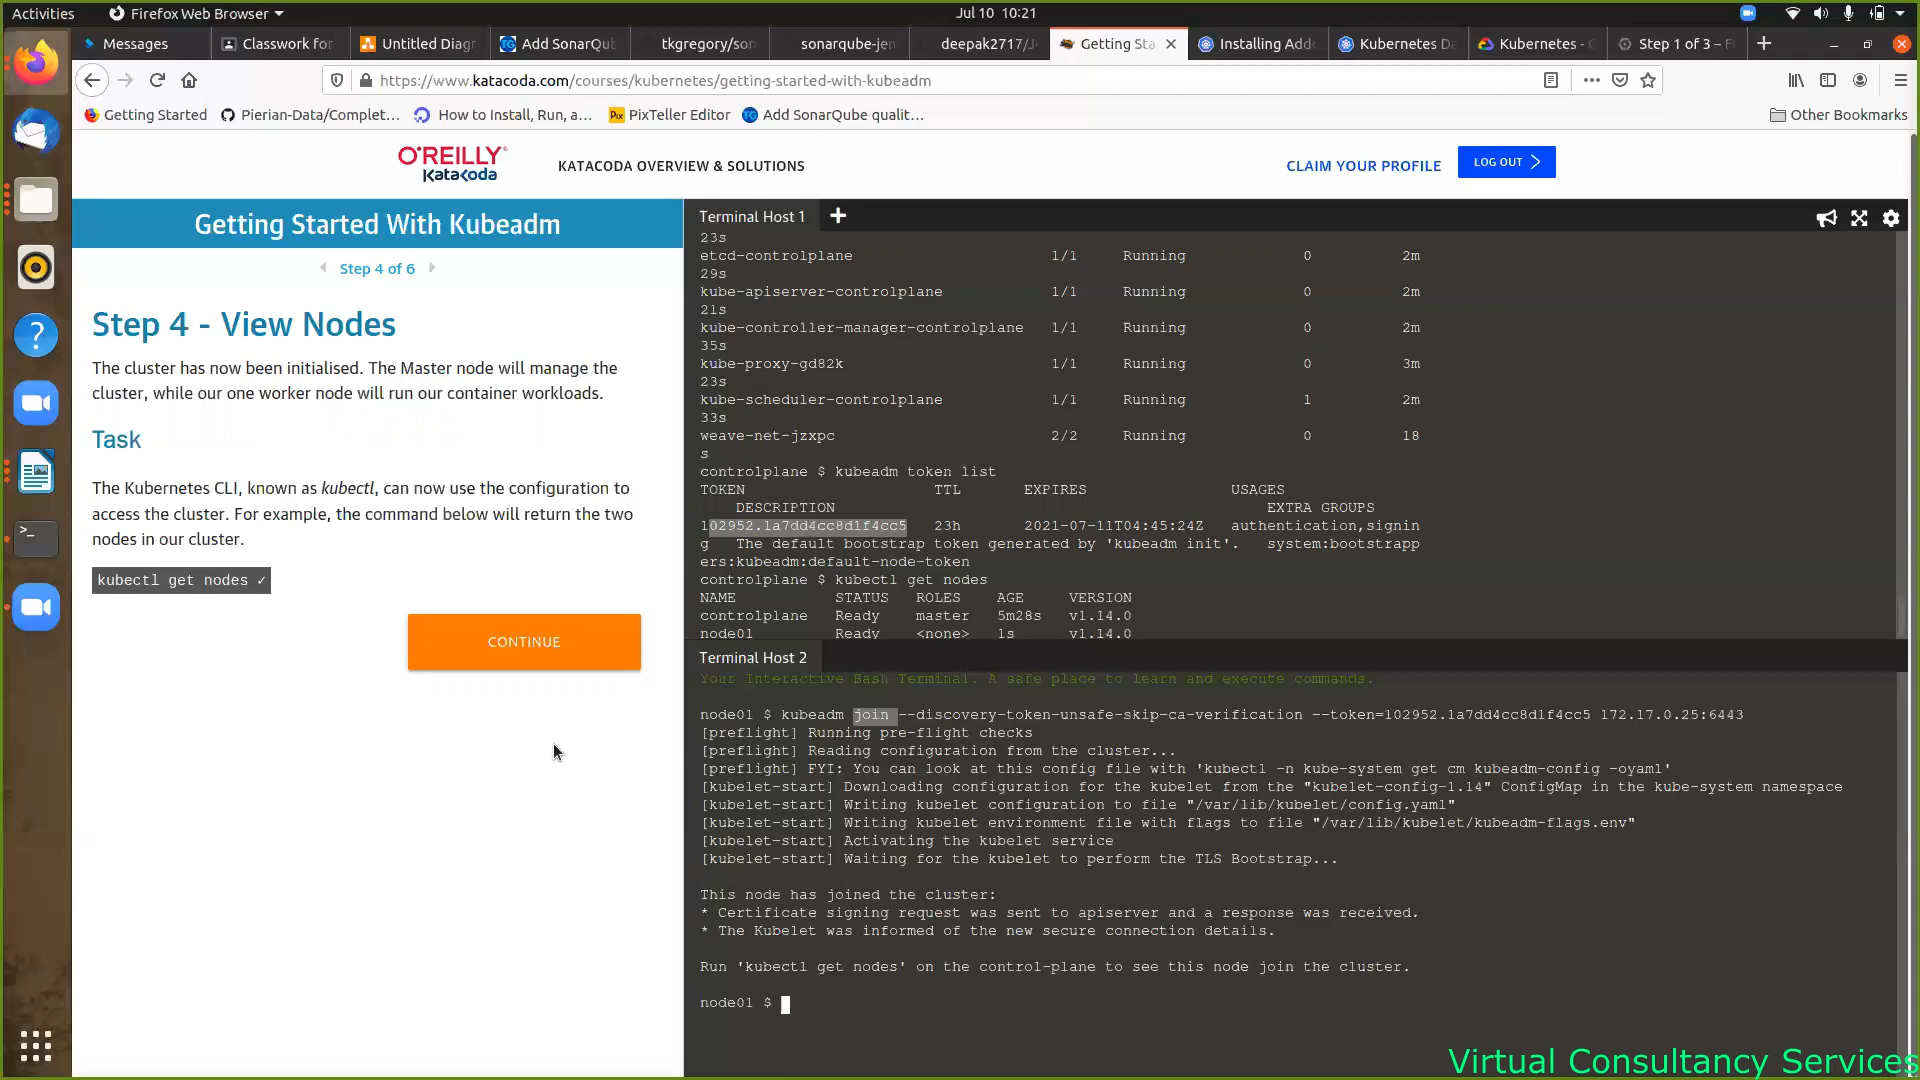 Activities
Firefox Web Browser
Jul 10 10:21
Messages
Classwork for
Untitled Diagr
Add SonarQu
tkgregory/son
sonarqube-jen
deepak2717/J
Getting Sta
Installing Add
Kubernetes D
Kubernetes -
Step 1 of 3 –
https://www.katacoda.com/courses/kubernetes/getting-started-with-kubeadm
Getting Started
Pierian-Data/Complet…
How to Install, Run, a…
Pix
PixTeller Editor
TG
Add SonarQube qualit…
Other Bookmarks
O'REILLY
Katacoda
KATACODA OVERVIEW & SOLUTIONS
CLAIM YOUR PROFILE
LOG OUT
Getting Started With Kubeadm
Step 4 of 6
Step 4 - View Nodes
The cluster has now been initialised. The Master node will manage the
cluster, while our one worker node will run our container workloads.
Task
The Kubernetes CLI, known as kubectl, can now use the configuration to
access the cluster. For example, the command below will return the two
nodes in our cluster.
kubectl get nodes ✓
CONTINUE
Terminal Host 1
23s
etcd-controlplane 1/1 Running 0 2m
29s
kube-apiserver-controlplane 1/1 Running 0 2m
21s
kube-controller-manager-controlplane 1/1 Running 0 2m
35s
kube-proxy-gd82k 1/1 Running 0 3m
23s
kube-scheduler-controlplane 1/1 Running 1 2m
33s
weave-net-jzxpc 2/2 Running 0 18
s
controlplane $ kubeadm token list
TOKEN TTL EXPIRES USAGES
DESCRIPTION EXTRA GROUPS
102952.1a7dd4cc8d1f4cc5 23h 2021-07-11T04:45:24Z authentication,signin
g The default bootstrap token generated by 'kubeadm init'. system:bootstrapp
ers:kubeadm:default-node-token
controlplane $ kubectl get nodes
NAME STATUS ROLES AGE VERSION
controlplane Ready master 5m28s v1.14.0
node01 Ready <none> 1s v1.14.0
Terminal Host 2
Your Interactive Bash Terminal. A safe place to learn and execute commands.
node01 $ kubeadm join --discovery-token-unsafe-skip-ca-verification --token=102952.1a7dd4cc8d1f4cc5 172.17.0.25:6443
[preflight] Running pre-flight checks
[preflight] Reading configuration from the cluster...
[preflight] FYI: You can look at this config file with 'kubectl -n kube-system get cm kubeadm-config -oyaml'
[kubelet-start] Downloading configuration for the kubelet from the "kubelet-config-1.14" ConfigMap in the kube-system namespace
[kubelet-start] Writing kubelet configuration to file "/var/lib/kubelet/config.yaml"
[kubelet-start] Writing kubelet environment file with flags to file "/var/lib/kubelet/kubeadm-flags.env"
[kubelet-start] Activating the kubelet service
[kubelet-start] Waiting for the kubelet to perform the TLS Bootstrap...
This node has joined the cluster:
* Certificate signing request was sent to apiserver and a response was received.
* The Kubelet was informed of the new secure connection details.
Run 'kubectl get nodes' on the control-plane to see this node join the cluster.
node01 $
Virtual Consultancy Services